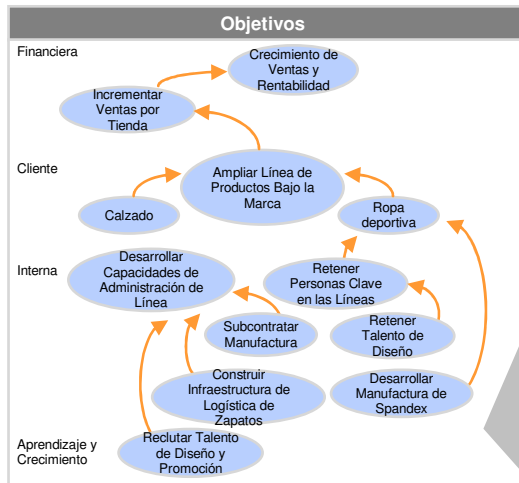 Objetivos
Financiera
Crecimiento de
Ventas y
Rentabilidad
Incrementar
Ventas por
Tienda
Cliente
Ampliar Línea de
Productos Bajo la
Marca
Calzado
Ropa
deportiva
Interna
Desarrollar
Capacidades de
Administración de
Línea
Retener
Personas Clave
en las Líneas
Subcontratar
Manufactura
Retener
Talento de
Diseño
Construir
Infraestructura de
Logística de
Zapatos
Desarrollar
Manufactura de
Spandex
Aprendizaje y
Crecimiento
Reclutar Talento
de Diseño y
Promoción